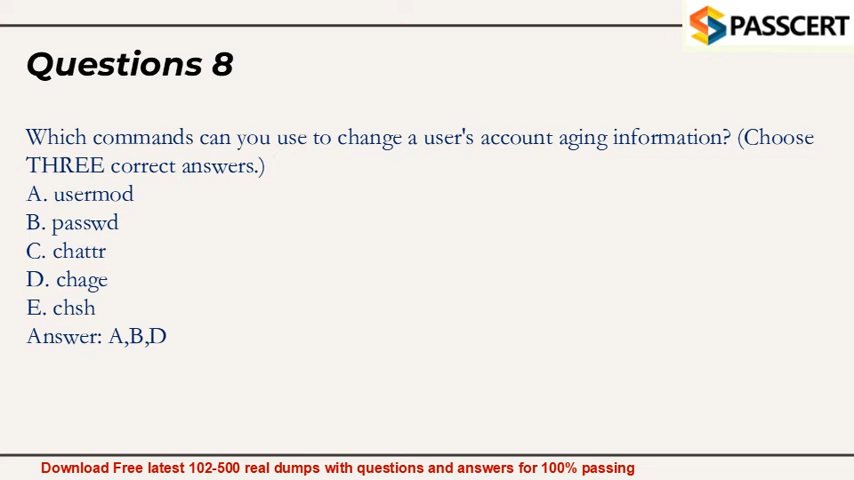 PASSCERT
Questions 8
Which commands can you use to change a user's account aging information? (Choose
THREE correct answers.)
A. usermod
B. passwd
C. chattr
D. chage
E. chsh
Answer: A,B,D
Download Free latest 102-500 real dumps with questions and answers for 100% passing